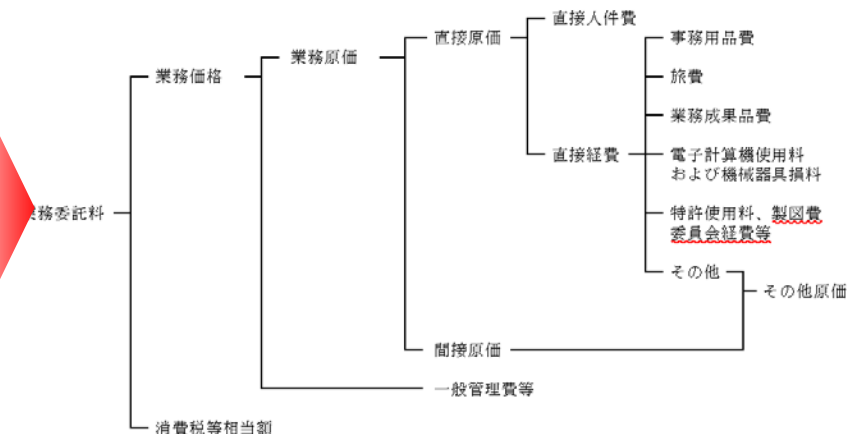 直接人件費
直接原価
事務用品費
業務原価
業務価格
旅費
業務成果品費
直接経費
電子計算機使用料
および機械器具損料
務委託料
特許使用料、製図費
委員会経費等
その他
その他原価
間接原価
一般管理費等
消費税等相当額